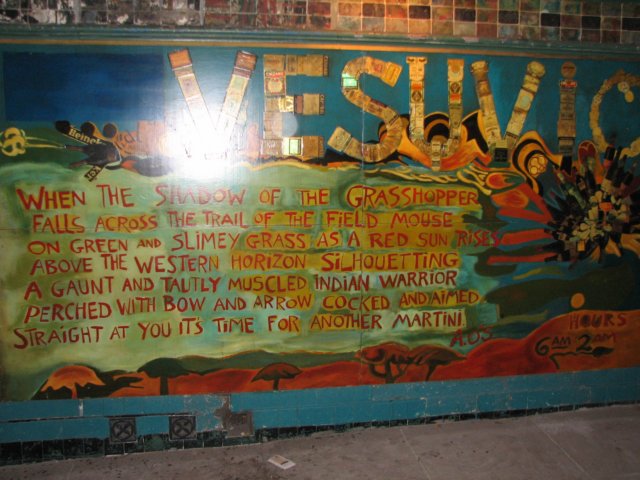 VESUVIO
Heineken
WHEN THE SHADOW OF THE GRASSHOPPER
FALLS ACROSS THE TRAIL OF THE FIELD MOUSE
ON GREEN AND SLIMEY GRASS AS A RED SUN RISES
ABOVE THE WESTERN HORIZON SILHOUETTING
A GAUNT AND TAUTLY MUSCLED INDIAN WARRIOR
PERCHED WITH BOW AND ARROW COCKED AND AIMED
STRAIGHT AT YOU IT'S TIME FOR ANOTHER MARTINI
HOURS
6AM-2AM